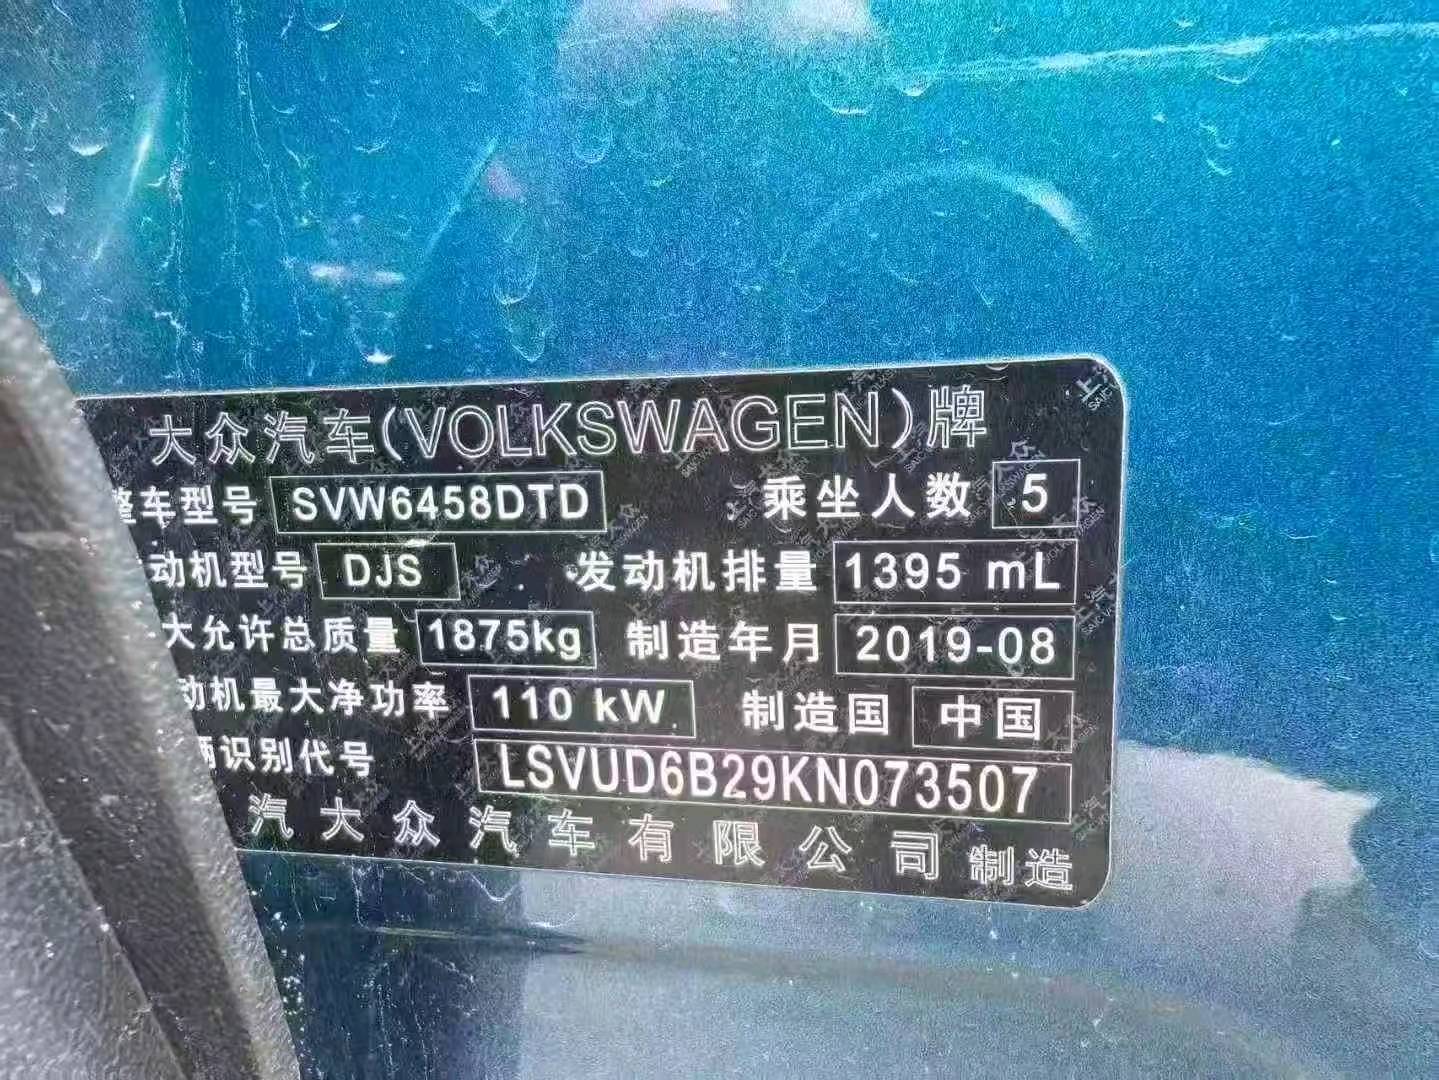 大众汽车(VOLKSWAGEN)牌
整车型号 SVW6458DTD 乘坐人数 5
动机型号 DJS 发动机排量 1395 mL
大允许总质量 1875kg 制造年月 2019-08
动机最大净功率 110 kW 制造国 中国
辆识别代号 LSVUD6B29KN073507
汽大众汽车有限公司制造